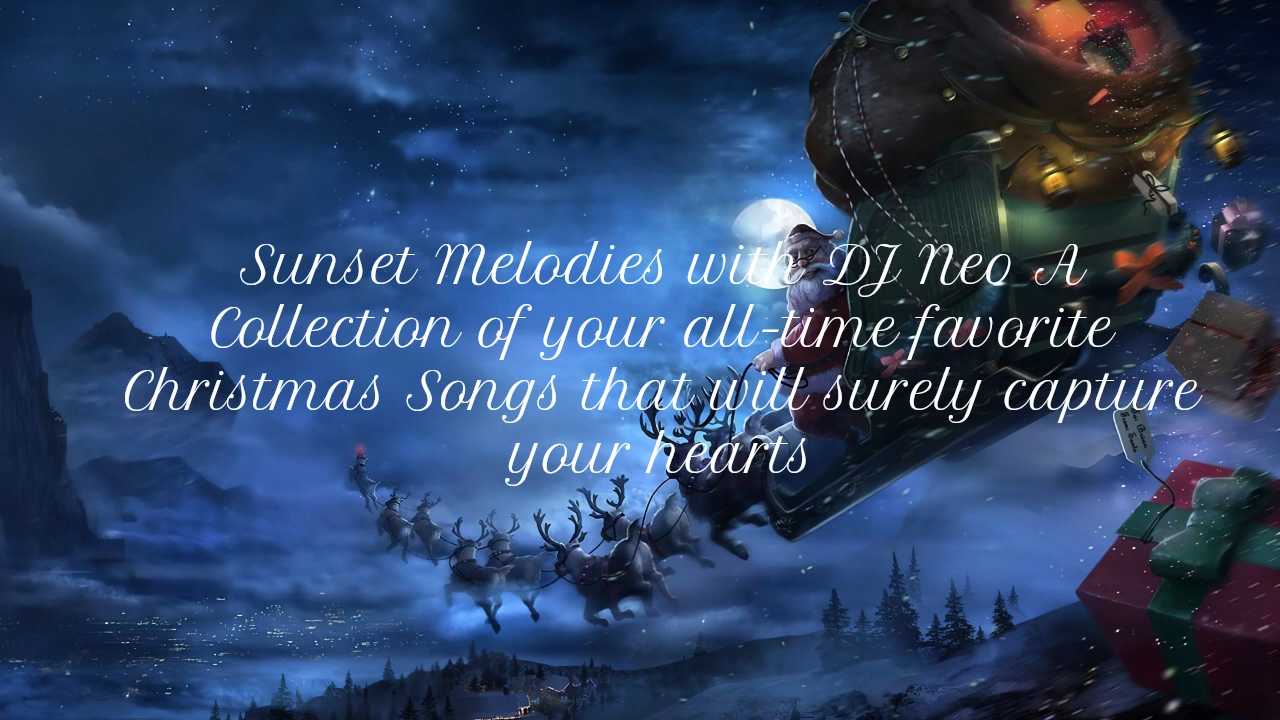 Sunset Melodies with DJ Neo A
Collection of your all-time favorite
Christmas Songs that will surely capture
your hearts